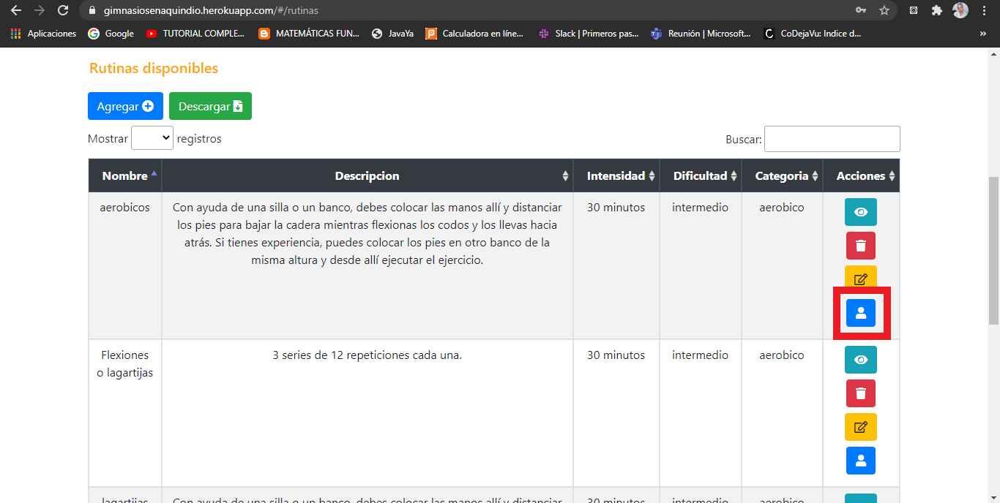 gimnasiosenaquindio.herokuapp.com/#/rutinas
Aplicaciones Google TUTORIAL COMPLE... MATEMÁTICAS FUN... JavaYa Calculadora en líne... Slack | Primeros pas... Reunión | Microsoft... CoDejaVu: Indice d... »
Rutinas disponibles
Agregar Descargar
Mostrar registros Buscar:
Nombre Descripcion Intensidad Dificultad Categoria Acciones
aerobicos Con ayuda de una silla o un banco, debes colocar las manos allí y distanciar 30 minutos intermedio aerobico
los pies para bajar la cadera mientras flexionas los codos y los llevas hacia
atrás. Si tienes experiencia, puedes colocar los pies en otro banco de la
misma altura y desde allí ejecutar el ejercicio.
Flexiones 3 series de 12 repeticiones cada una. 30 minutos intermedio aerobico
o lagartijas
lagartijas Con ayuda de una silla o un banco, debes colocar las manos allí y distanciar 30 minutos intermedio aerobico